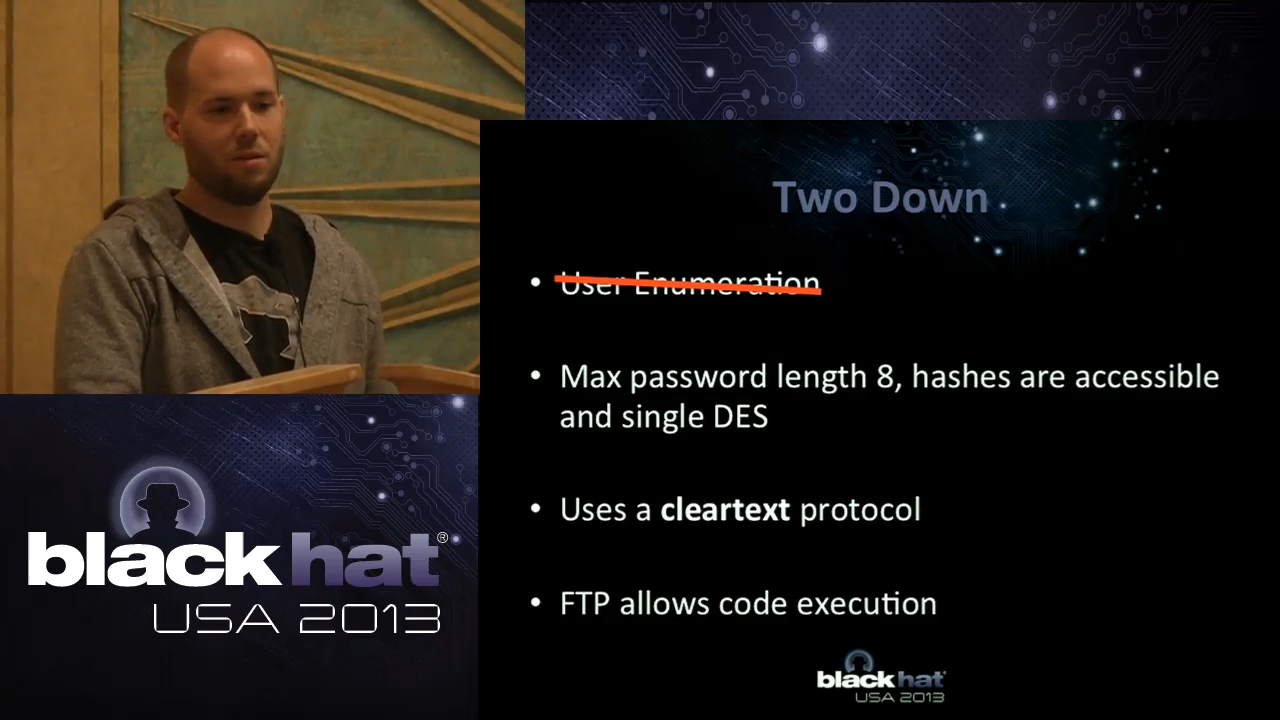 Two Down
• User Enumeration
• Max password length 8, hashes are accessible
and single DES
• Uses a cleartext protocol
• FTP allows code execution
black hat®
USA 2013
black hat
USA 2013